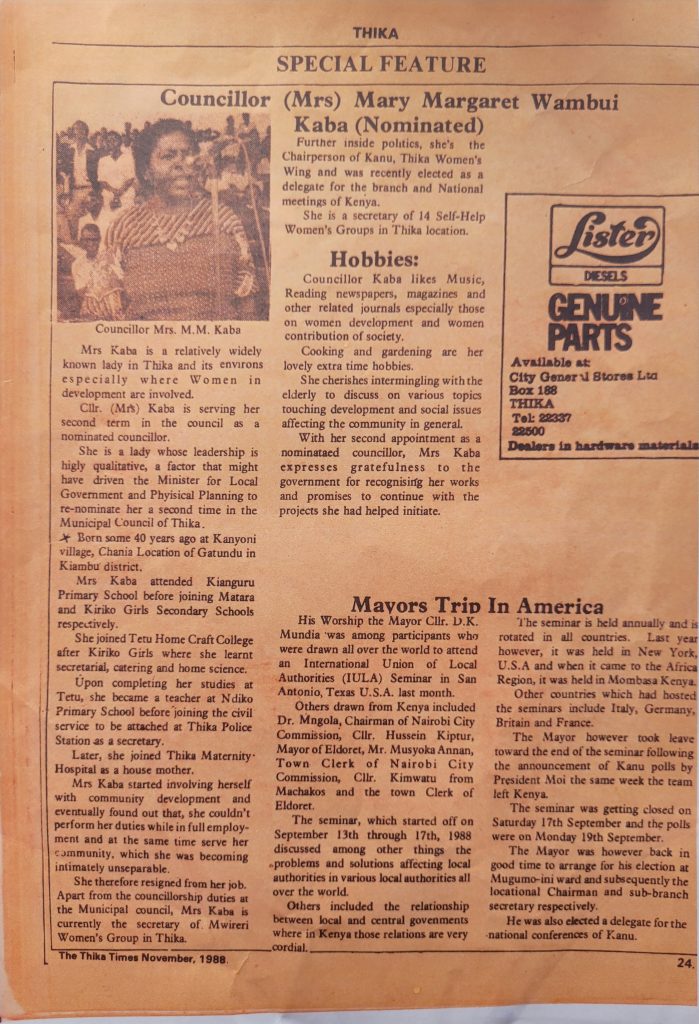 THIKA
SPECIAL FEATURE
Councillor (Mrs) Mary Margaret Wambui
Kaba (Nominated)
Councillor Mrs. M.M. Kaba
Mrs Kaba is a relatively widely
known lady in Thika and its environs
especially where Women in
development are involved.
Cllr. (Mrs) Kaba is serving her
second term in the council as a
nominated councillor.
She is a lady whose leadership is
higly qualitative, a factor that might
have driven the Minister for Local
Government and Phyisical Planning to
re-nominate her a second time in the
Municipal Council of Thika.
Born some 40 years ago at Kanyoni
village, Chania Location of Gatundu in
Kiambu district.
Mrs Kaba attended Kianguru
Primary School before joining Matara
and Kiriko Girls Secondary Schools
respectively.
She joined Tetu Home Craft College
after Kiriko Girls where she learnt
secretarial, catering and home science.
Upon completing her studies at
Tetu, she became a teacher at Ndiko
Primary School before joining the civil
service to be attached at Thika Police
Station as a secretary.
Later, she joined Thika Maternity
Hospital as a house mother.
Mrs Kaba started involving herself
with community development and
eventually found out that, she couldn't
perform her duties while in full employ-
ment and at the same time serve her
community, which she was becoming
intimately unseparable.
She therefore resigned from her job.
Apart from the councillorship duties at
the Municipal council, Mrs Kaba is
currently the secretary of Mwireri
Women's Group in Thika.
Further inside politics, she's the
Chairperson of Kanu, Thika Women's
Wing and was recently elected as a
delegate for the branch and National
meetings of Kenya.
She is a secretary of 14 Self-Help
Women's Groups in Thika location.
Hobbies:
Councillor Kaba likes Music,
Reading newspapers, magazines and
other related journals especially those
on women development and women
contribution of society.
Cooking and gardening are her
lovely extra time hobbies.
She cherishes intermingling with the
elderly to discuss on various topics
touching development and social issues
affecting the community in general.
With her second appointment as a
nominataed councillor, Mrs Kaba
expresses gratefulness to the
government for recognisifig her works
and promises to continue with the
projects she had helped initiate.
Lister
DIESELS
GENUINE
PARTS
Available at:
City General Stores Ltd
Box 188
THIKA
Tel: 22337
22500
Dealers in hardware materials
Mayors Trip In America
His Worship the Mayor Cllr. D.K.
Mundia was among participants who
were drawn all over the world to attend
an International Union of Local
Authorities (IULA) Seminar in San
Antonio, Texas U.S.A. last month.
Others drawn from Kenya included
Dr. Mngola, Chairman of Nairobi City
Commission, Cllr. Hussein Kiptur,
Mayor of Eldoret, Mr. Musyoka Annan,
Town Clerk of Nairobi City
Commission, Cllr. Kimwatu from
Machakos and the town Clerk of
Eldoret.
The seminar, which started off on
September 13th through 17th, 1988
discussed among other things the
problems and solutions affecting local
authorities in various local authorities all
over the world.
Others included the relationship
between local and central govenments
where in Kenya those relations are very
cordial.
The seminar is held annually and is
rotated in all countries. Last year
however, it was held in New York,
U.S.A and when it came to the Africa
Region, it was held in Mombasa Kenya.
Other countries which had hosted
the seminars include Italy, Germany,
Britain and France.
The Mayor however took leave
toward the end of the seminar following
the announcement of Kanu polls by
President Moi the same week the team
left Kenya.
The seminar was getting closed on
Saturday 17th September and the polls
were on Monday 19th September.
The Mayor was however back in
good time to arrange for his election at
Mugumo-ini ward and subsequently the
locational Chairman and sub-branch
secretary respectively.
He was also elected a delegate for the
national conferences of Kanu.
The Thika Times November, 1988.
24.